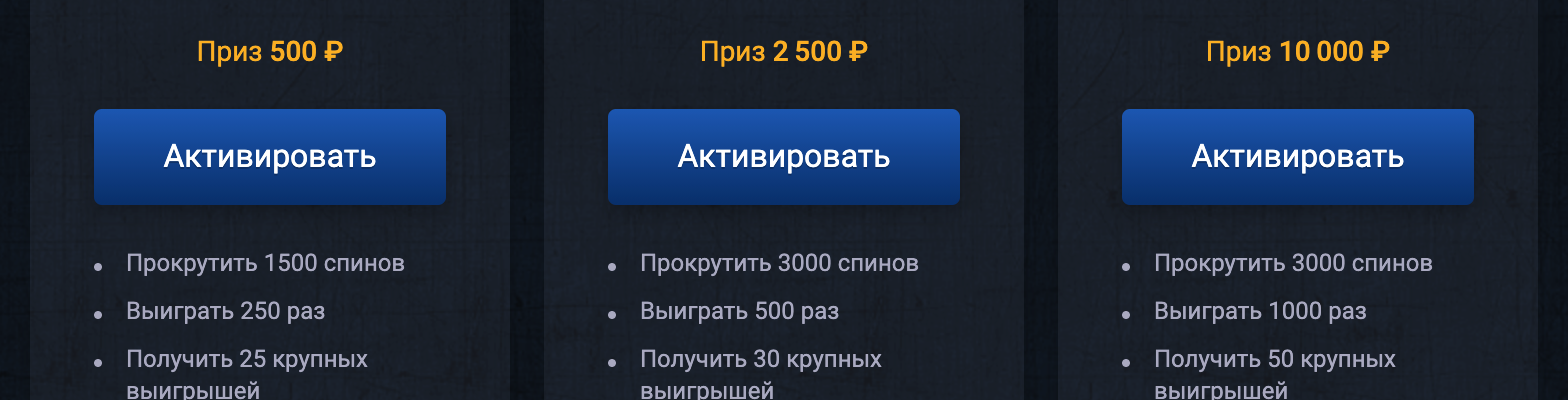 Приз 500 ₽
Активировать
Прокрутить 1500 спинов
Выиграть 250 раз
Получить 25 крупных
выигрышей
Приз 2 500 ₽
Активировать
Прокрутить 3000 спинов
Выиграть 500 раз
Получить 30 крупных
выигрышей
Приз 10 000 ₽
Активировать
Прокрутить 3000 спинов
Выиграть 1000 раз
Получить 50 крупных
выигрышей